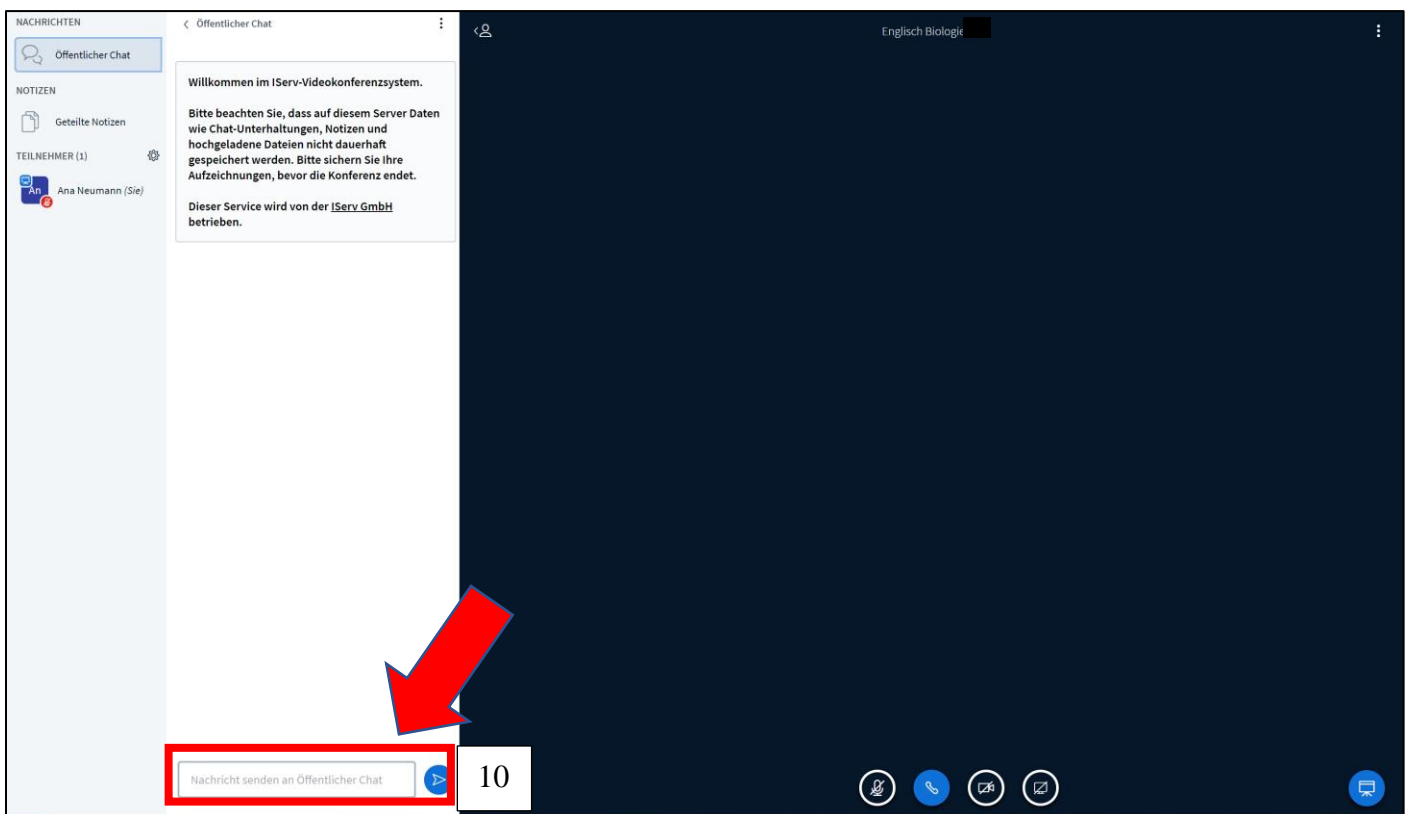 NACHRICHTEN
Öffentlicher Chat
NOTIZEN
Geteilte Notizen
TEILNEHMER (1)
An
Ana Neumann (Sie)
Öffentlicher Chat
Willkommen im IServ-Videokonferenzsystem.
Bitte beachten Sie, dass auf diesem Server Daten
wie Chat-Unterhaltungen, Notizen und
hochgeladene Dateien nicht dauerhaft
gespeichert werden. Bitte sichern Sie Ihre
Aufzeichnungen, bevor die Konferenz endet.
Dieser Service wird von der IServ GmbH
betrieben.
Nachricht senden an Öffentlicher Chat
10
Englisch Biologie